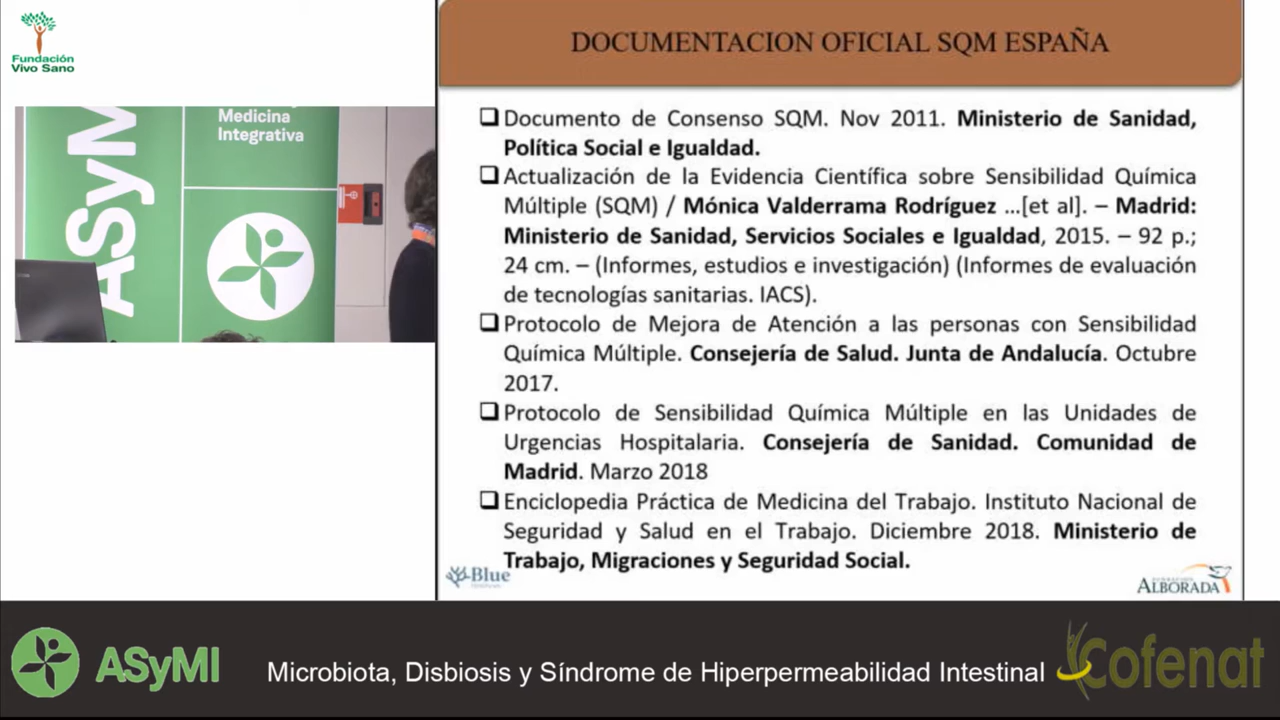 Fundación
Vivo Sano
ASyM
Medicina
Integrativa
DOCUMENTACION OFICIAL SQM ESPAÑA
Documento de Consenso SQM. Nov 2011. Ministerio de Sanidad,
Política Social e Igualdad.
Actualización de la Evidencia Científica sobre Sensibilidad Química
Múltiple (SQM) / Mónica Valderrama Rodríguez ...[et al]. – Madrid:
Ministerio de Sanidad, Servicios Sociales e Igualdad, 2015. – 92 p.;
24 cm. – (Informes, estudios e investigación) (Informes de evaluación
de tecnologías sanitarias. IACS).
Protocolo de Mejora de Atención a las personas con Sensibilidad
Química Múltiple. Consejería de Salud. Junta de Andalucía. Octubre
2017.
Protocolo de Sensibilidad Química Múltiple en las Unidades de
Urgencias Hospitalaria. Consejería de Sanidad. Comunidad de
Madrid. Marzo 2018
Enciclopedia Práctica de Medicina del Trabajo. Instituto Nacional de
Seguridad y Salud en el Trabajo. Diciembre 2018. Ministerio de
Trabajo, Migraciones y Seguridad Social.
Blue
FUNDACION
ALBORADA
ASyMI
Microbiota, Disbiosis y Síndrome de Hiperpermeabilidad Intestinal
Cofenat